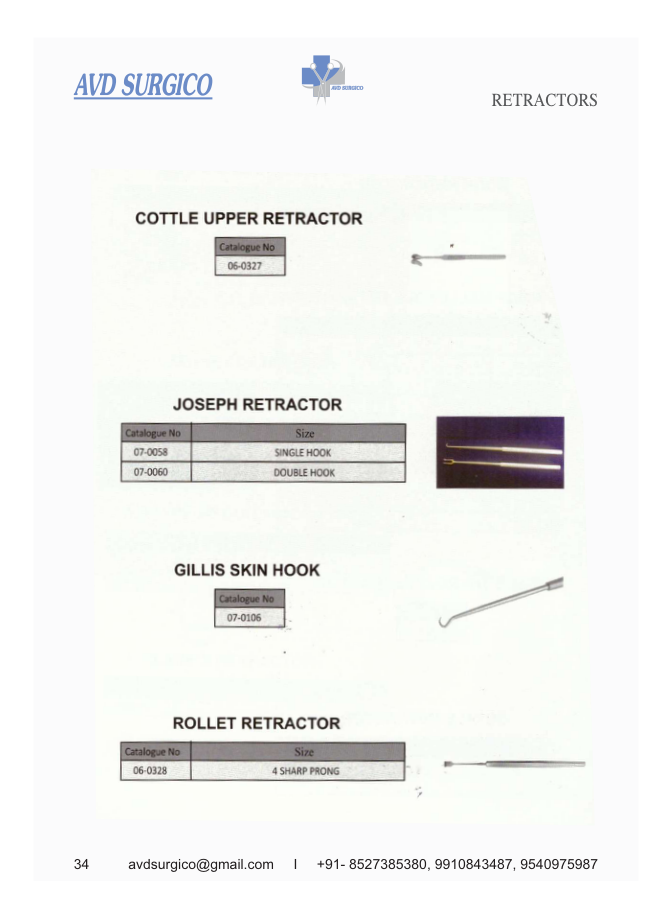 AVD SURGICO
AVD SURGICO
RETRACTORS
COTTLE UPPER RETRACTOR
Catalogue No
06-0327
JOSEPH RETRACTOR
Catalogue No Size
07-0058 SINGLE HOOK
07-0060 DOUBLE HOOK
GILLIS SKIN HOOK
Catalogue No
07-0106
ROLLET RETRACTOR
Catalogue No Size
06-0328 4 SHARP PRONG
34 avdsurgico@gmail.com I +91- 8527385380, 9910843487, 9540975987